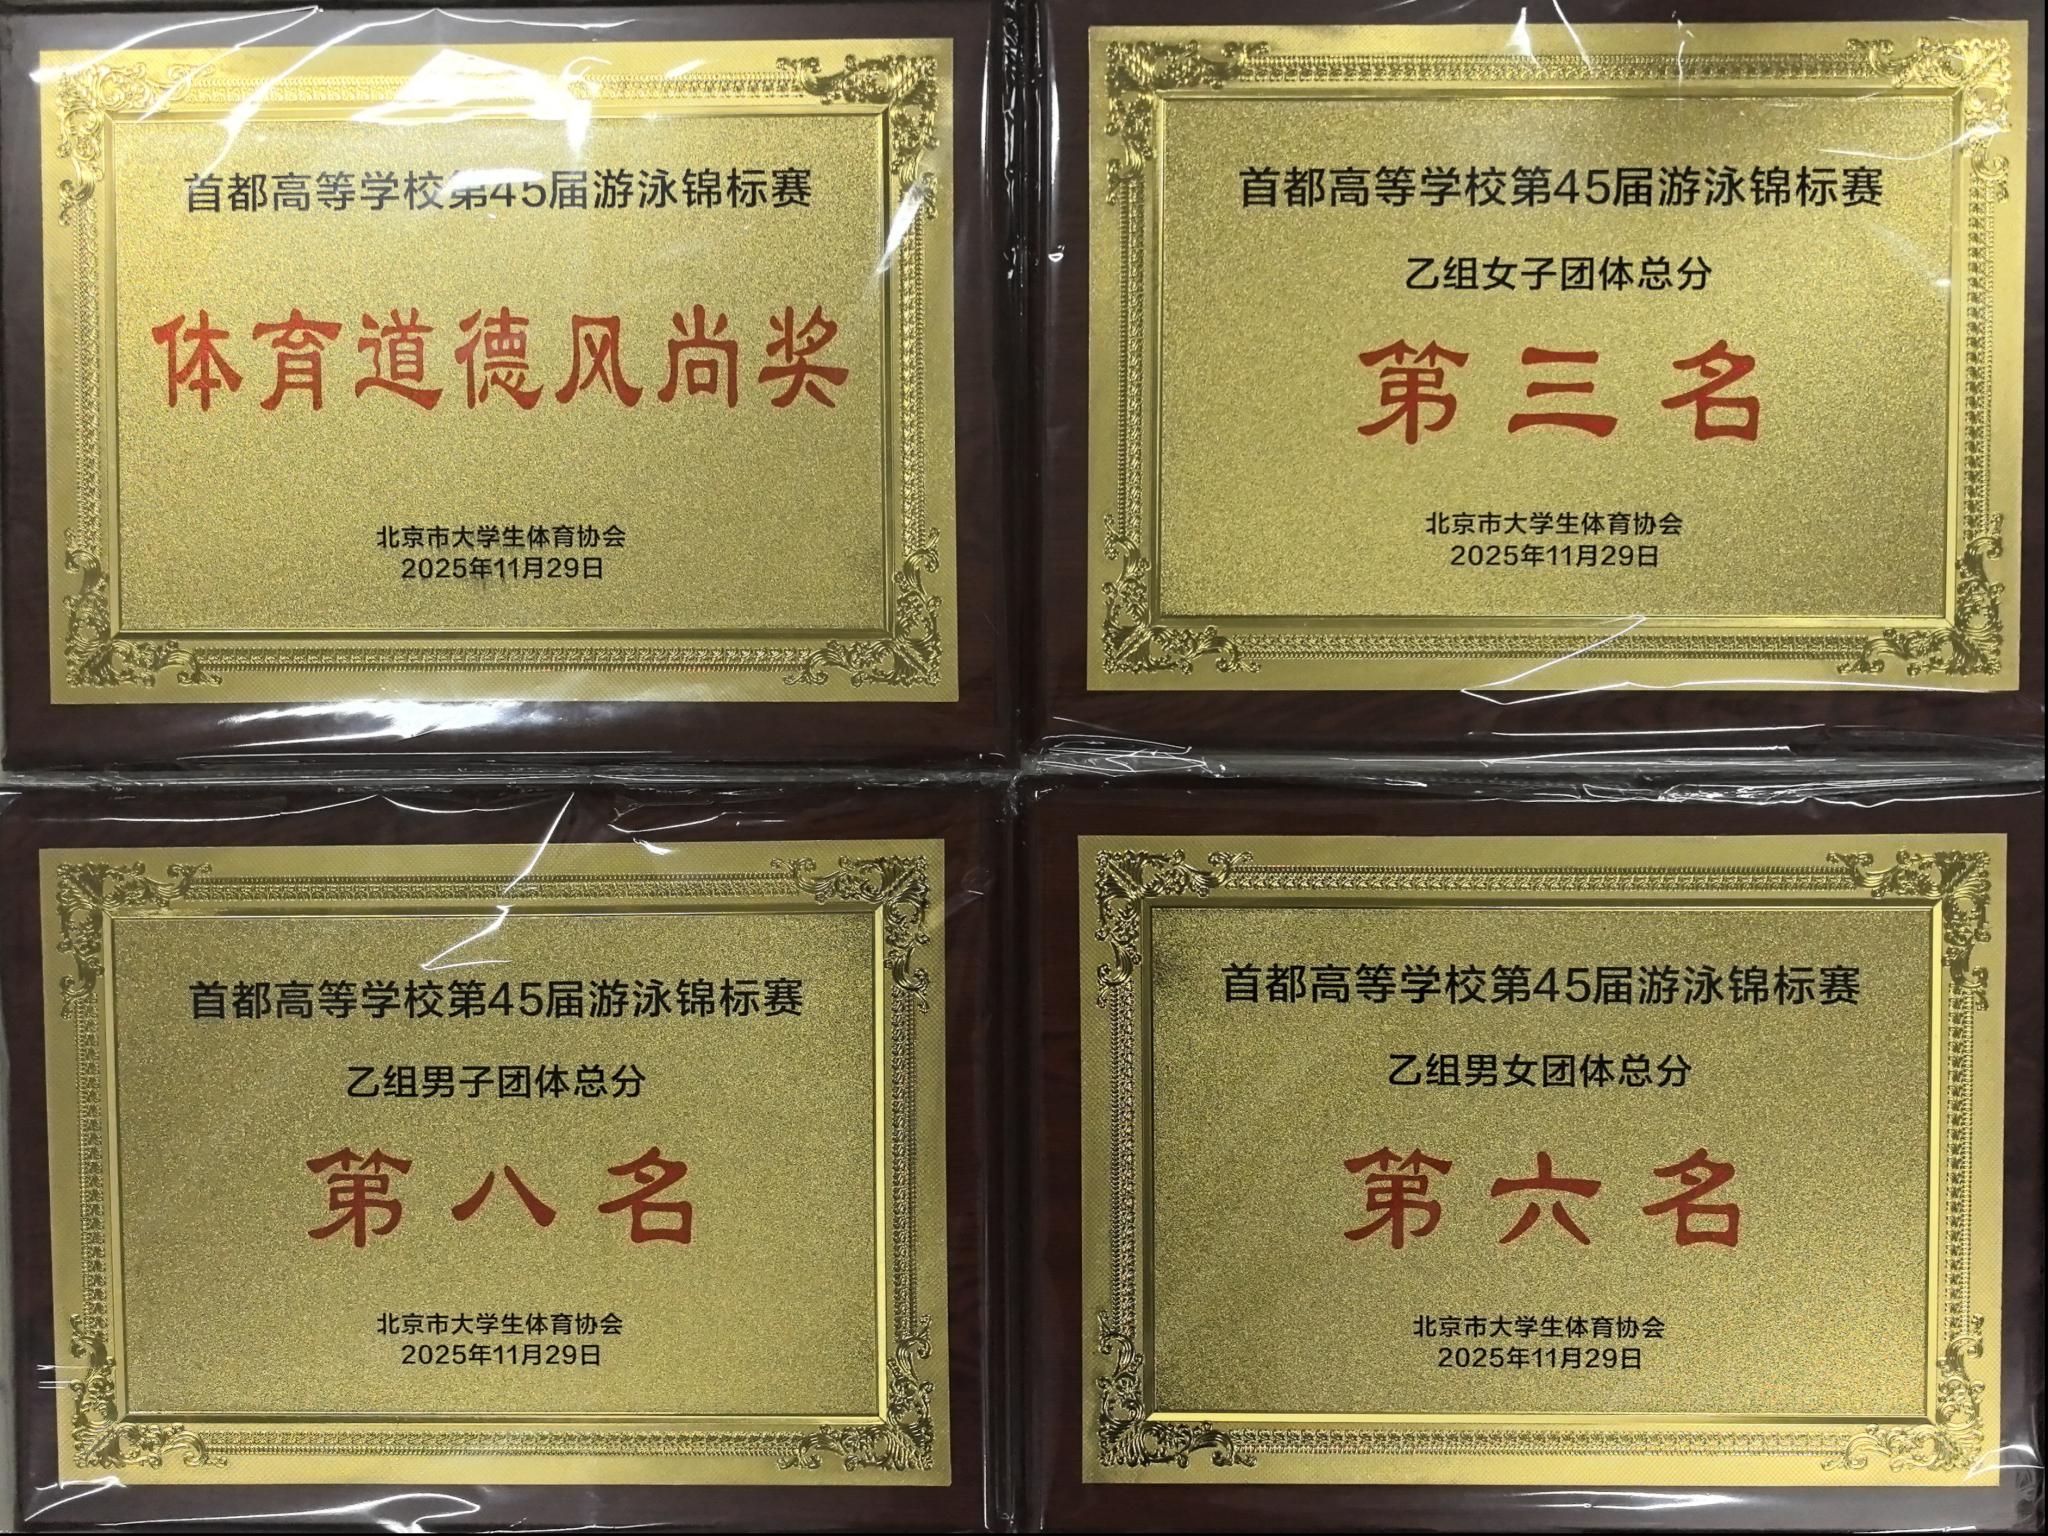 首都高等学校第45届游泳锦标赛
体育道德风尚奖
北京市大学生体育协会
2025年11月29日
首都高等学校第45届游泳锦标赛
乙组女子团体总分
第三名
北京市大学生体育协会
2025年11月29日
首都高等学校第45届游泳锦标赛
乙组男子团体总分
第八名
北京市大学生体育协会
2025年11月29日
首都高等学校第45届游泳锦标赛
乙组男女团体总分
第六名
北京市大学生体育协会
2025年11月29日